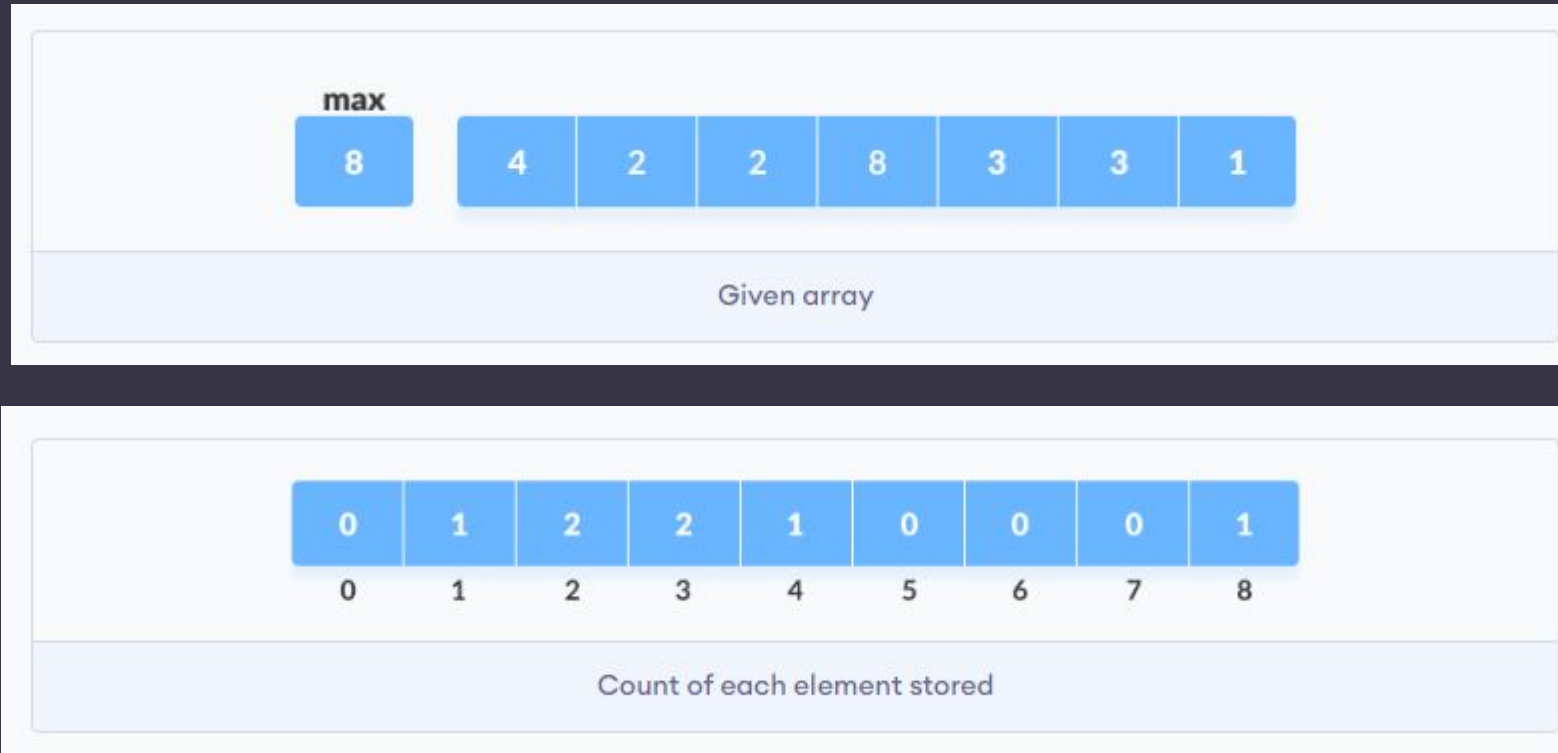 max
8 4 2 2 8 3 3 1
Given array
0 1 2 2 1 0 0 0 1
0 1 2 3 4 5 6 7 8
Count of each element stored